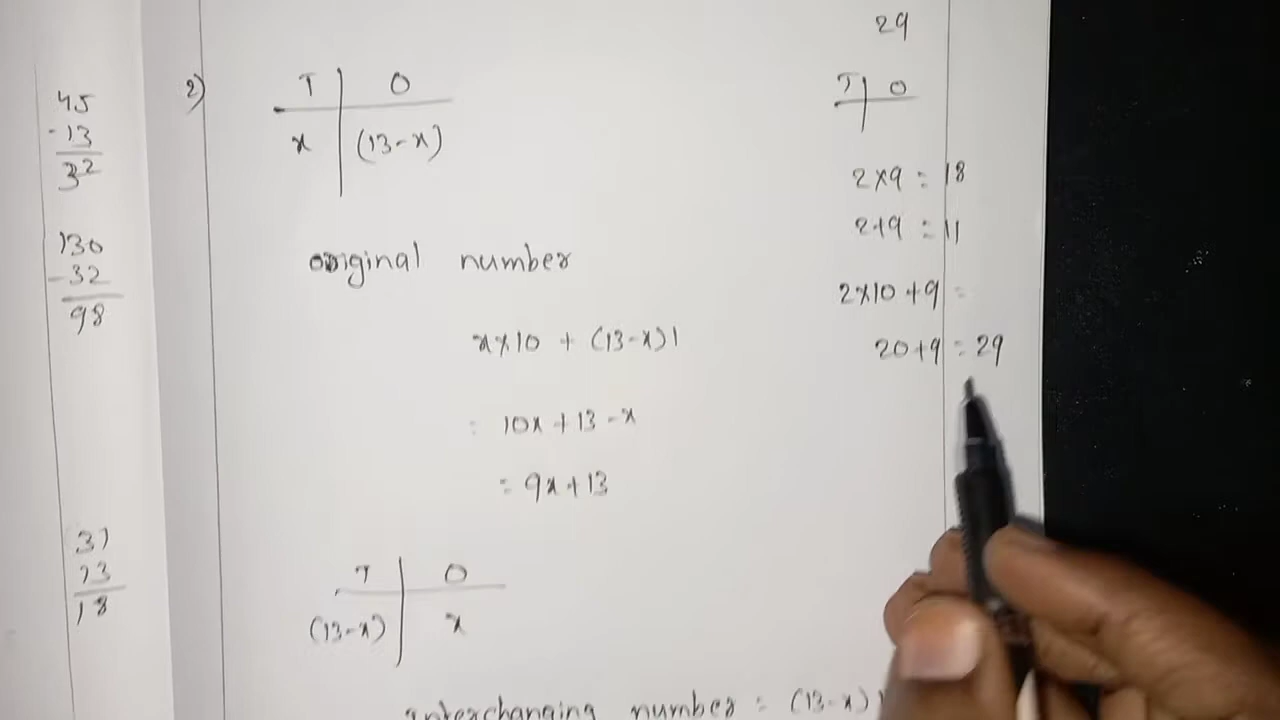 45
-13
32
130
-32
98
31
13
18
2)
T | O
x | (13-x)
original number
x×10 + (13-x)1
= 10x+13-x
= 9x+13
T | O
(13-x) | x
interchanging number = (13-x)1
29
T | O
2×9 = 18
2+9 = 11
2×10+9 =
20+9 = 29